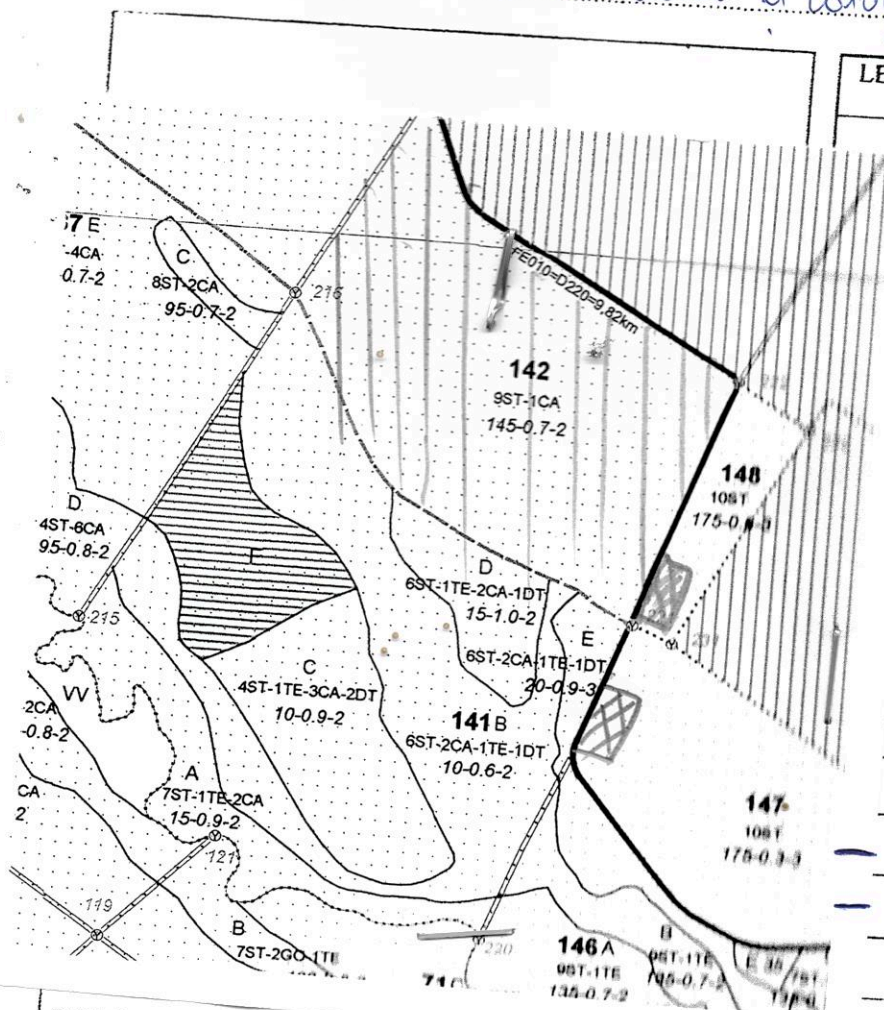 LE
7 E
-4CA
0.7-2
C
8ST-2CA
95-0.7-2
216
FE010=D220=9,82km
142
9ST-1CA
145-0.7-2
148
10ST
D
4ST-6CA
95-0.8-2
F
215
D
6ST-1TE-2CA-1DT
15-1.0-2
E
6ST-2CA-1TE-1DT
20-0.9-3
C
4ST-1TE-3CA-2DT
10-0.9-2
141 B
6ST-2CA-1TE-1DT
10-0.6-2
VV
2CA
-0.8-2
A
7ST-1TE-2CA
15-0.9-2
CA
2
121
119
B
7ST-2GO-1TE
220
71
147
10ST
146 A
9ST-1TE
135-0.7-2
B
9ST-1TE